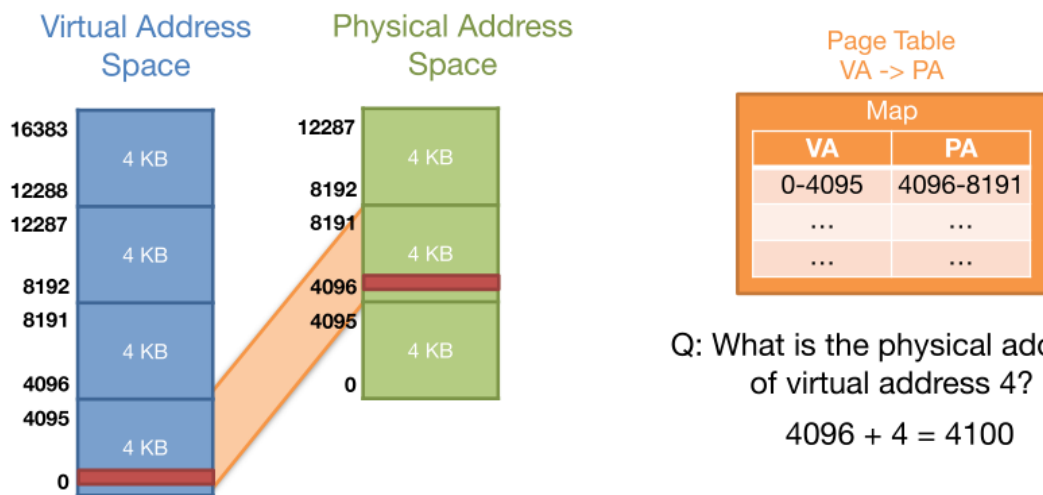 Virtual Address
Space
16383
4 KB
12288
12287
4 KB
8192
8191
4 KB
4096
4095
4 KB
0
Physical Address
Space
12287
4 KB
8192
8191
4 KB
4096
4095
4 KB
0
Page Table
VA -> PA
Map
VA PA
0-4095 4096-8191
... ...
... ...
Q: What is the physical
of virtual address 4?
4096 + 4 = 4100